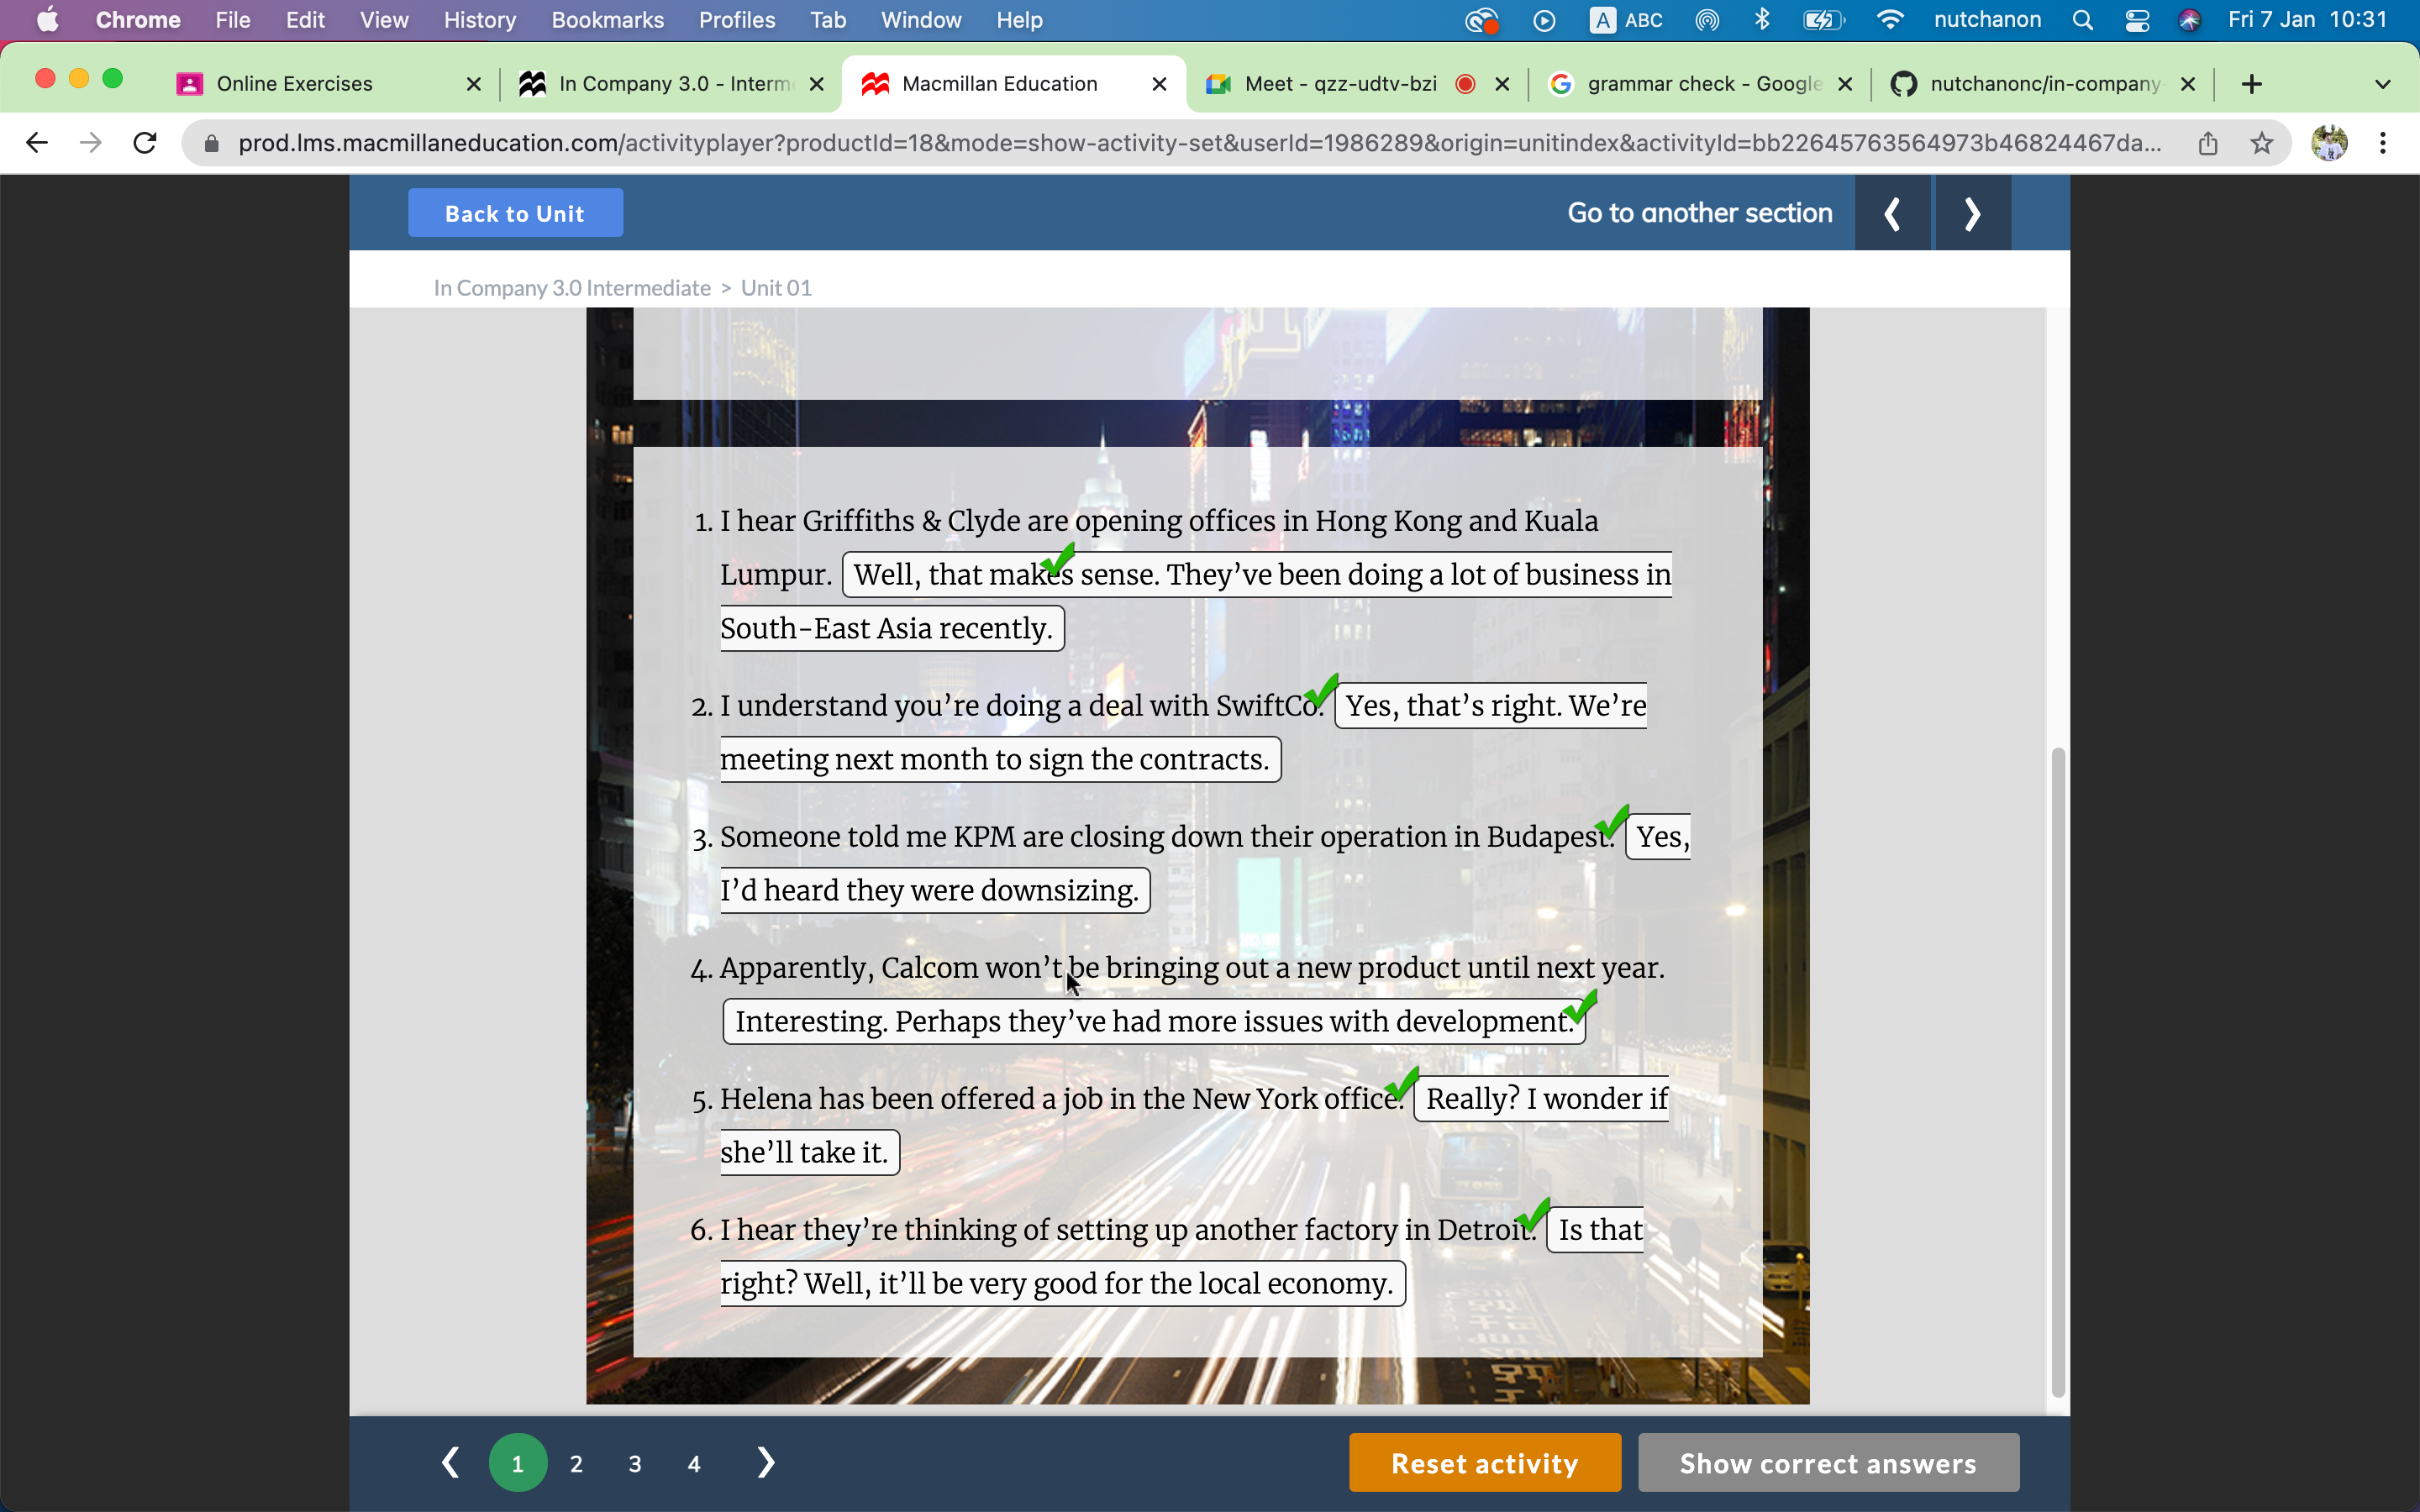 Chrome File Edit View History Bookmarks Profiles Tab Window Help A ABC nutchanon Fri 7 Jan 10:31
Online Exercises In Company 3.0 - Interm Macmillan Education Meet - qzz-udtv-bzi grammar check - Google nutchanonc/in-company-
prod.lms.macmillaneducation.com/activityplayer?productId=18&mode=show-activity-set&userId=1986289&origin=unitindex&activityId=bb22645763564973b46824467da...
Back to Unit Go to another section
In Company 3.0 Intermediate > Unit 01
1. I hear Griffiths & Clyde are opening offices in Hong Kong and Kuala
Lumpur. Well, that makes sense. They’ve been doing a lot of business in
South-East Asia recently.
2. I understand you’re doing a deal with SwiftCo. Yes, that’s right. We’re
meeting next month to sign the contracts.
3. Someone told me KPM are closing down their operation in Budapest. Yes,
I’d heard they were downsizing.
4. Apparently, Calcom won’t be bringing out a new product until next year.
Interesting. Perhaps they’ve had more issues with development.
5. Helena has been offered a job in the New York office. Really? I wonder if
she’ll take it.
6. I hear they’re thinking of setting up another factory in Detroit. Is that
right? Well, it’ll be very good for the local economy.
1 2 3 4 Reset activity Show correct answers